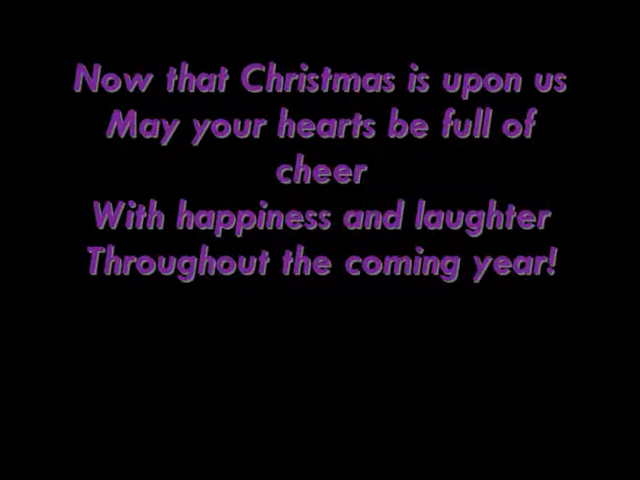 Now that Christmas is upon us
May your hearts be full of
cheer
With happiness and laughter
Throughout the coming year!